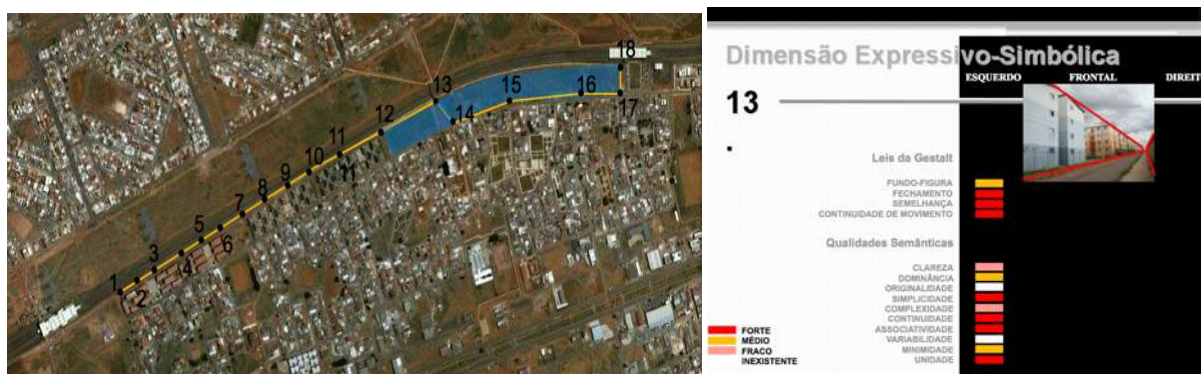 1
2
3
4
5
6
7
8
9
10
11
11
12
13
14
15
16
17
18
Dimensão Expressivo-Simbólica
ESQUERDO FRONTAL DIREIT
13
.
Leis da Gestalt
FUNDO-FIGURA
FECHAMENTO
SEMELHANÇA
CONTINUIDADE DE MOVIMENTO
Qualidades Semânticas
CLAREZA
DOMINÂNCIA
ORIGINALIDADE
SIMPLICIDADE
COMPLEXIDADE
CONTINUIDADE
ASSOCIATIVIDADE
VARIABILIDADE
MINIMIDADE
UNIDADE
FORTE
MÉDIO
FRACO
INEXISTENTE